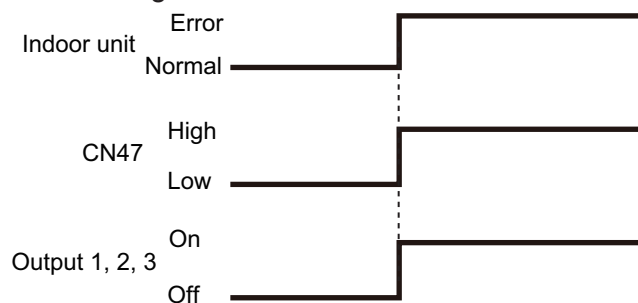 Error
Indoor unit
Normal
High
CN47
Low
On
Output 1, 2, 3
Off